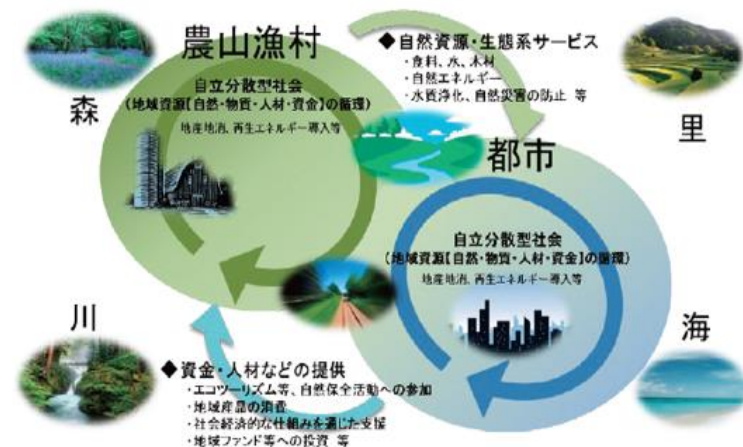 農山漁村
森
自立分散型社会
(地域資源【自然・物質・人材・資金】の循環)
地産地消、再生エネルギー導入等
◆自然資源・生態系サービス
・食料、水、木材
・自然エネルギー
・水質浄化、自然災害の防止 等
里
都市
自立分散型社会
(地域資源【自然・物質・人材・資金】の循環)
地産地消、再生エネルギー導入等
川
海
◆資金・人材などの提供
・エコツーリズム等、自然保全活動への参加
・地域産品の消費
・社会経済的な仕組みを通じた支援
・地域ファンド等への投資 等